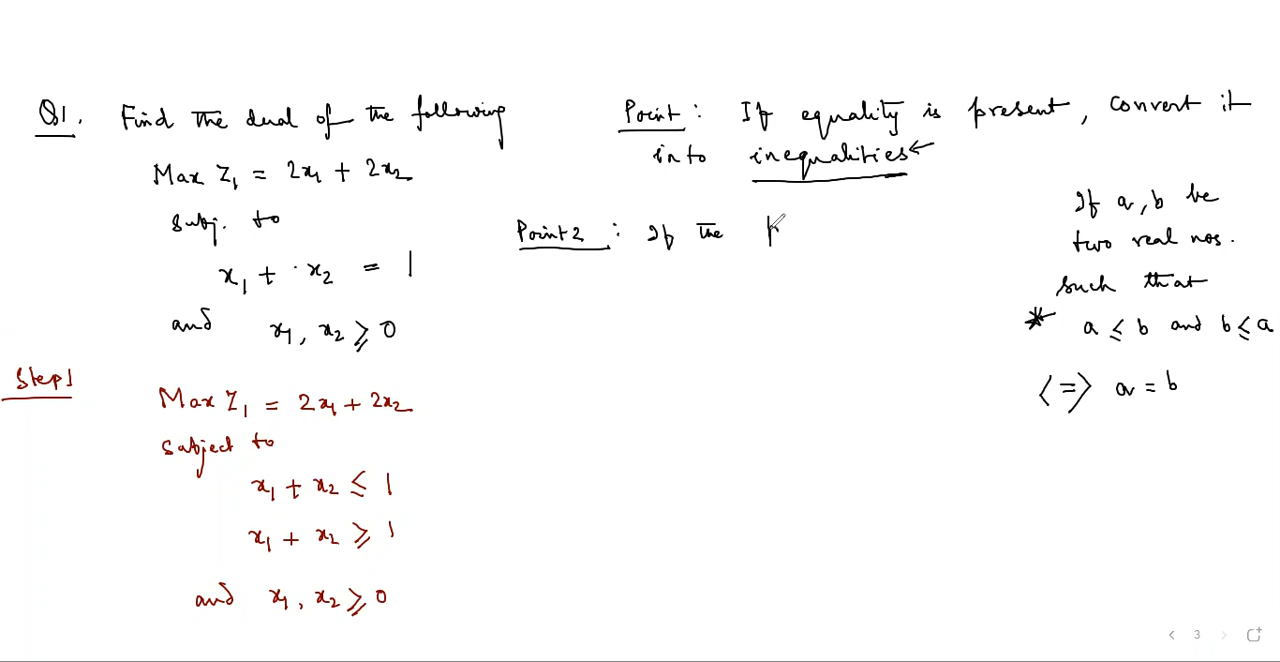 Q1. Find the dual of the following
Max Z₁ = 2x₁ + 2x₂
Subj. to
x₁ + x₂ = 1
and x₁, x₂ ⩾ 0
Step 1
Max Z₁ = 2x₁ + 2x₂
Subject to
x₁ + x₂ ≤ 1
x₁ + x₂ ⩾ 1
and x₁, x₂ ⩾ 0
Point : If equality is present, convert it
into inequalities ←
Point 2 : If the
If a, b be
two real nos.
such that
* a ≤ b and b ≤ a
<=> a = b
< 3 >